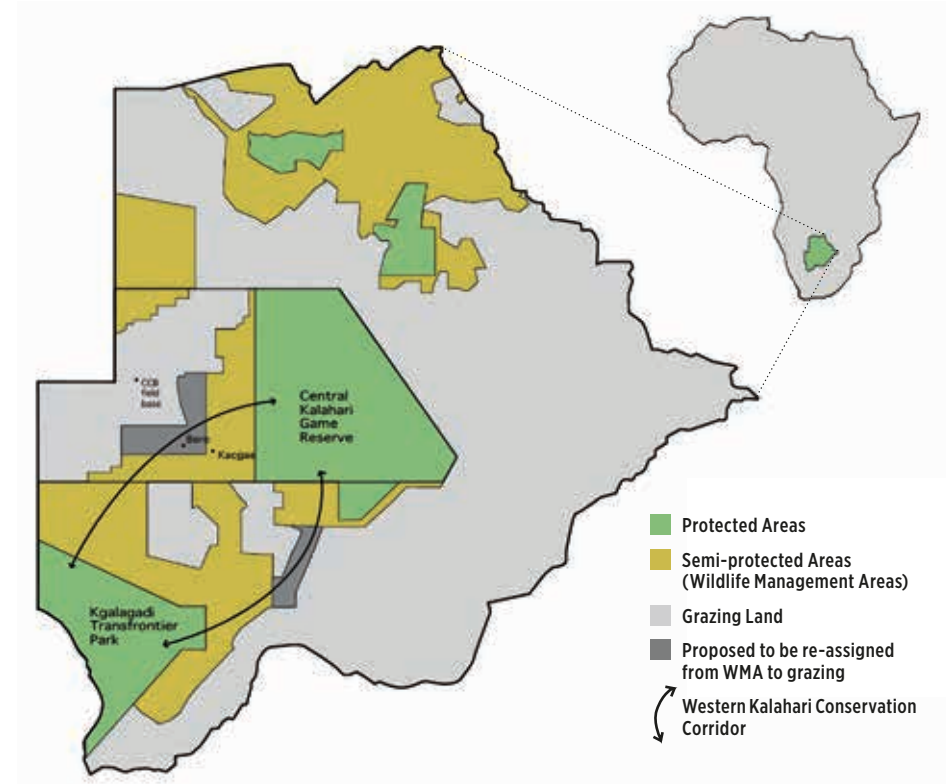 CCB
field
base
Central
Kalahari
Game
Reserve
Bere
Kacgae
Kgalagadi
Transfrontier
Park
Protected Areas
Semi-protected Areas
(Wildlife Management Areas)
Grazing Land
Proposed to be re-assigned
from WMA to grazing
Western Kalahari Conservation
Corridor